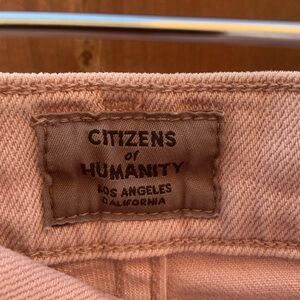 CITIZENS
of
HUMANITY
LOS ANGELES
CALIFORNIA